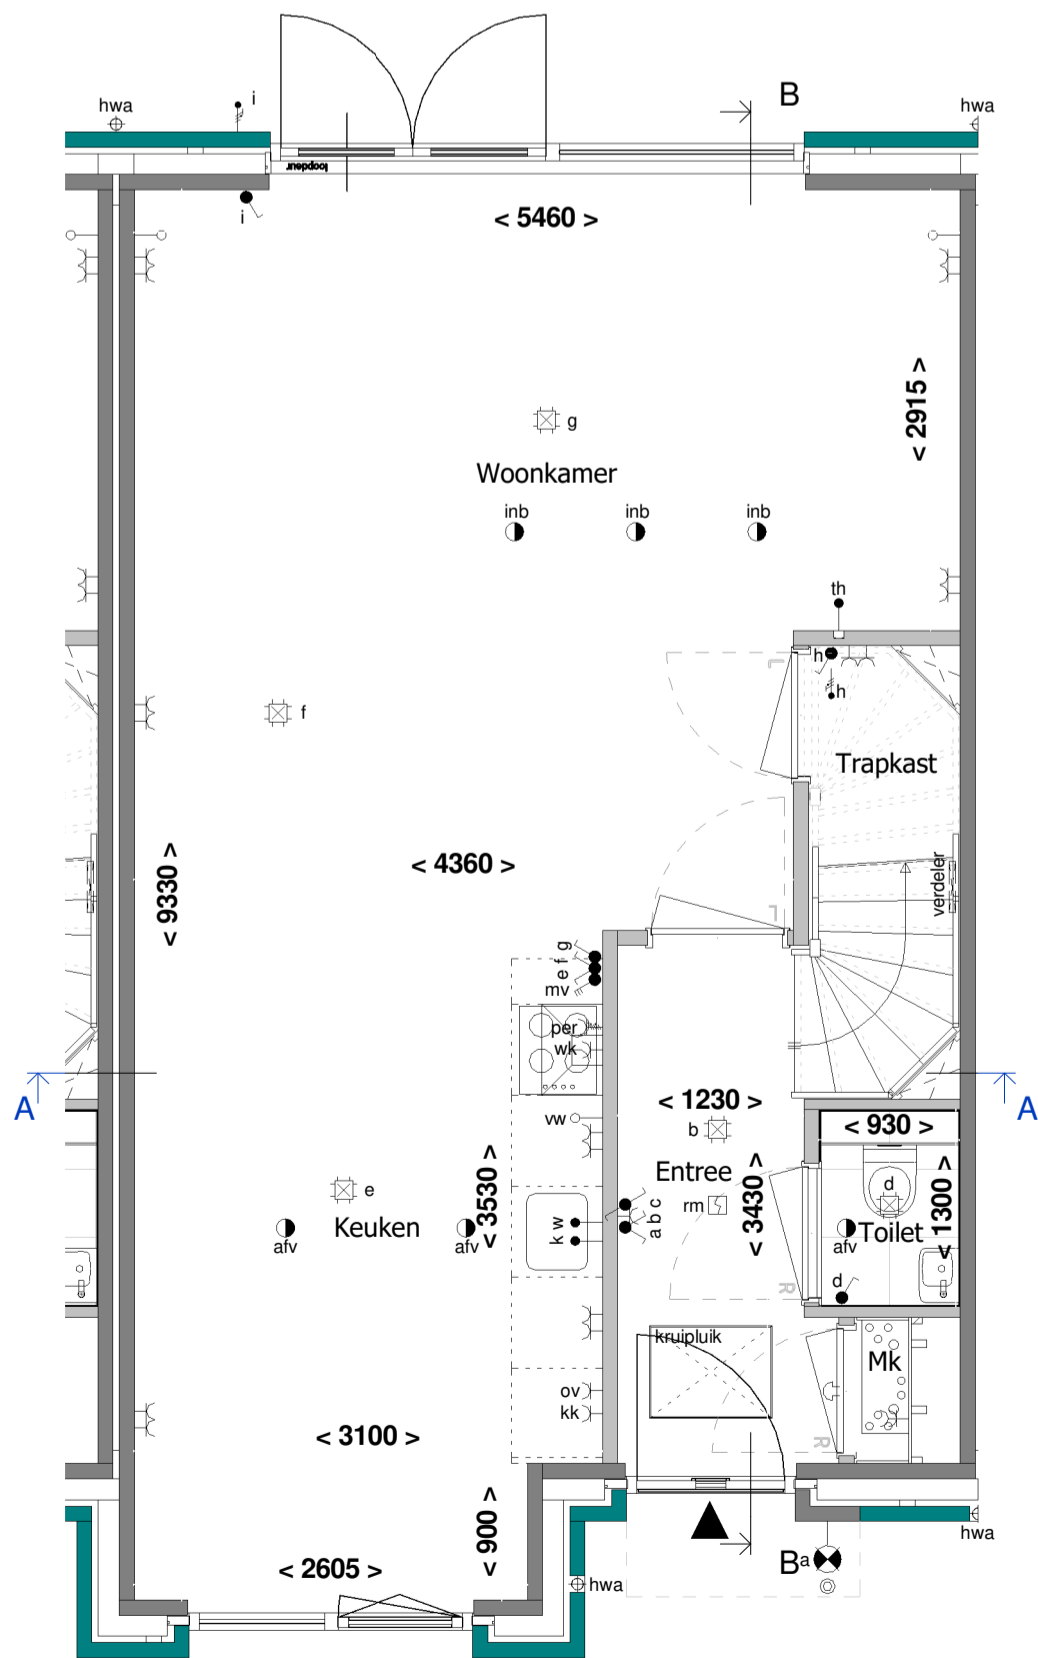 B
i
hwa
hwa
loopdeur
i
< 5460 >
< 2915 >
g
Woonkamer
inb
inb
inb
th
h
h
f
Trapkast
< 9330 >
< 4360 >
verdeler
L
L
e f g
mv
per
wk
A
A
< 1230 >
vw
b
< 930 >
Entree
< 3530 >
< 3430 >
< 1300 >
e
rm
a b c
d
Keuken
k w
Toilet
afv
afv
afv
d
R
kruipluik
Mk
ov
kk
< 3100 >
R
< 900 >
hwa
B
a
< 2605 >
hwa